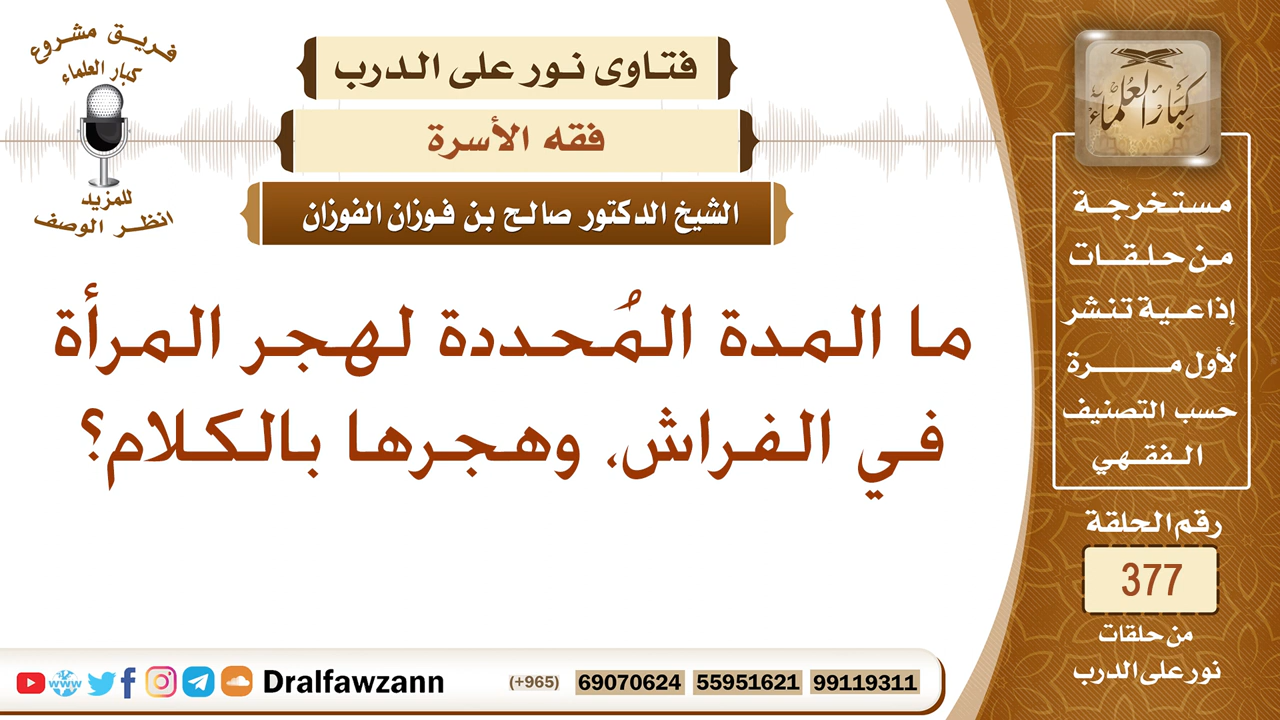 فريق مشروع
كبار العلماء
للمزيد
انظر الوصف
فتاوى نور على الدرب
فقه الأسرة
الشيخ الدكتور صالح بن فوزان الفوزان
ما المدة المُحددة لهجر المرأة
في الفراش، وهجرها بالكلام؟
كبار العلماء
مستخرجة
من حلقات
إذاعية تنشر
لأول مرة
حسب التصنيف
الفقهي
رقم الحلقة
377
من حلقات
نور على الدرب
www Dralfawzann (+965) 69070624 55951621 99119311